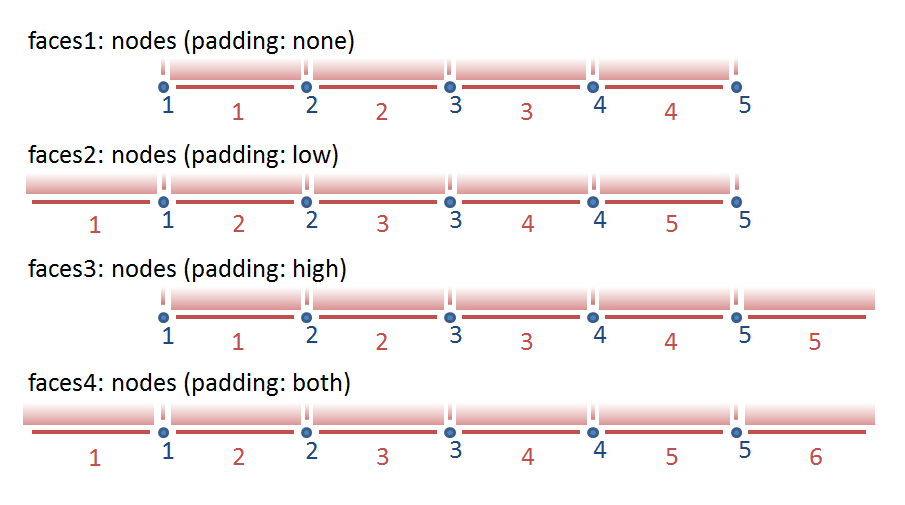 faces1: nodes (padding: none)
1 1 2 2 3 3 4 4 5
faces2: nodes (padding: low)
1 1 2 2 3 3 4 4 5 5
faces3: nodes (padding: high)
1 1 2 2 3 3 4 4 5 5
faces4: nodes (padding: both)
1 1 2 2 3 3 4 4 5 5 6